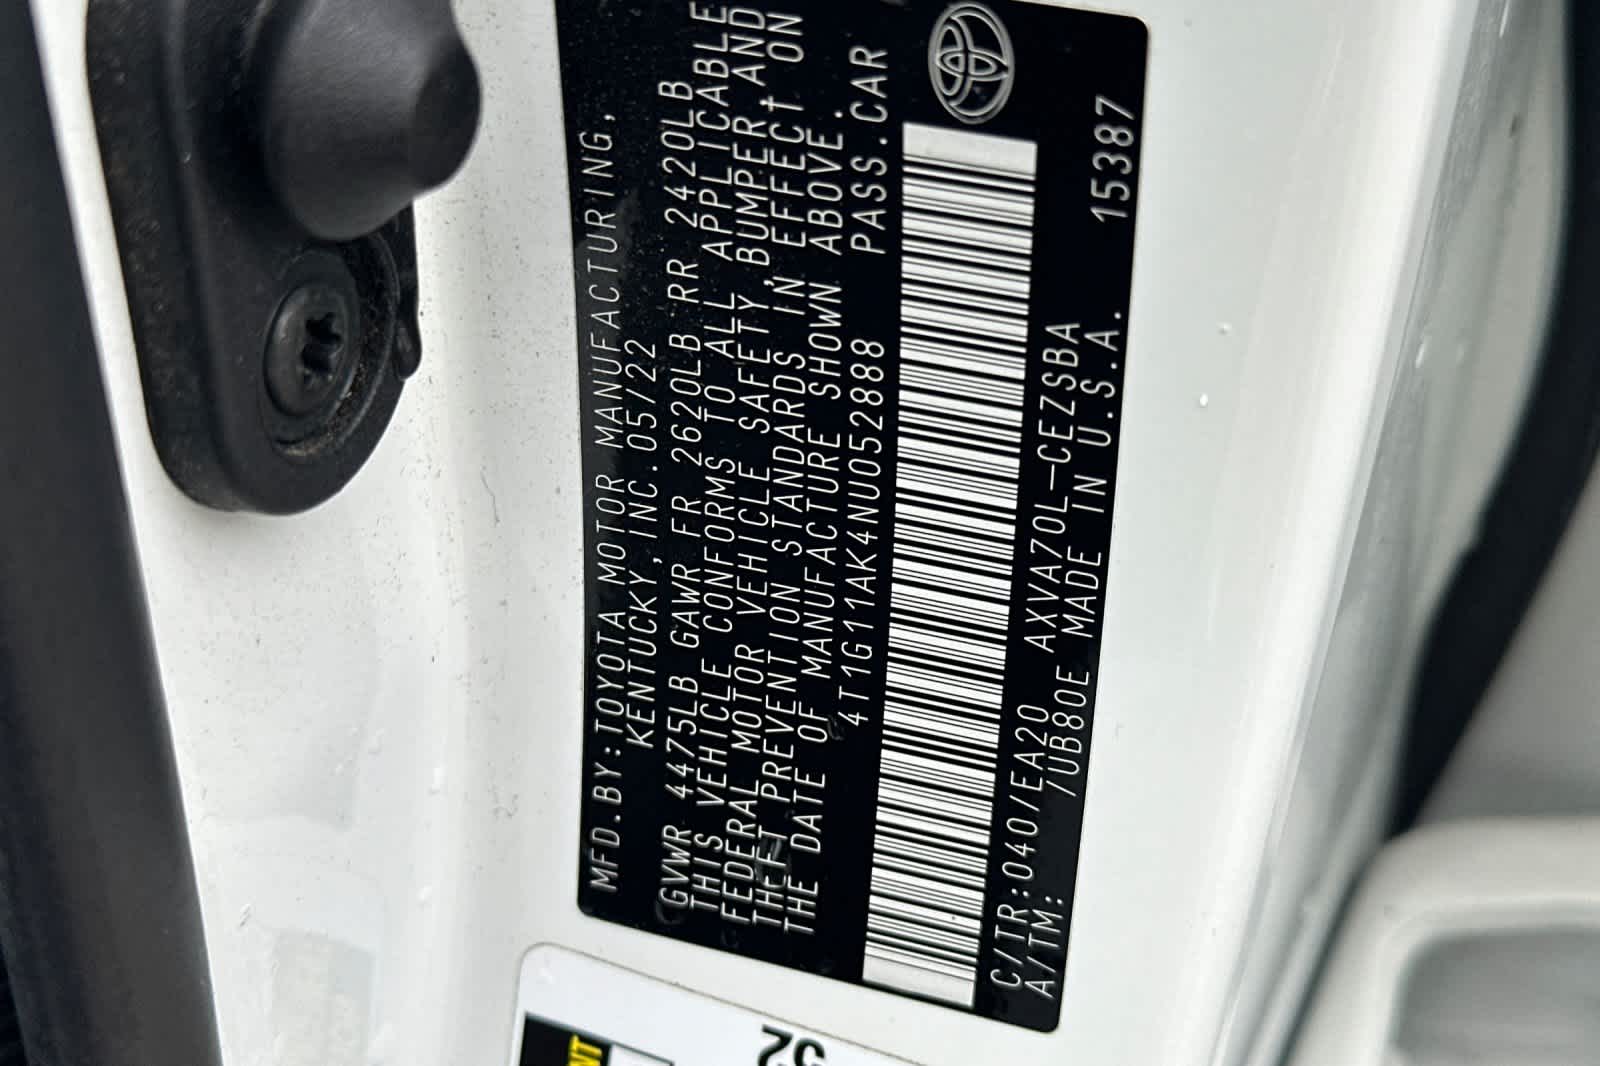 MFD.BY:TOYOTA MOTOR MANUFACTURING,
KENTUCKY,INC.05/22
GVWR 4475LB GAWR FR 2620LB RR 2420LB
THIS VEHICLE CONFORMS TO ALL APPLICABLE
FEDERAL MOTOR VEHICLE SAFETY,BUMPER,AND
THEFT PREVENTION STANDARDS IN EFFECT ON
THE DATE OF MANUFACTURE SHOWN ABOVE.
4T1G11AK4NU052888 PASS.CAR
C/TR:040/EA20 AXVA70L-CEZSBA 15387
A/TM: /UB80E MADE IN U.S.A.
52